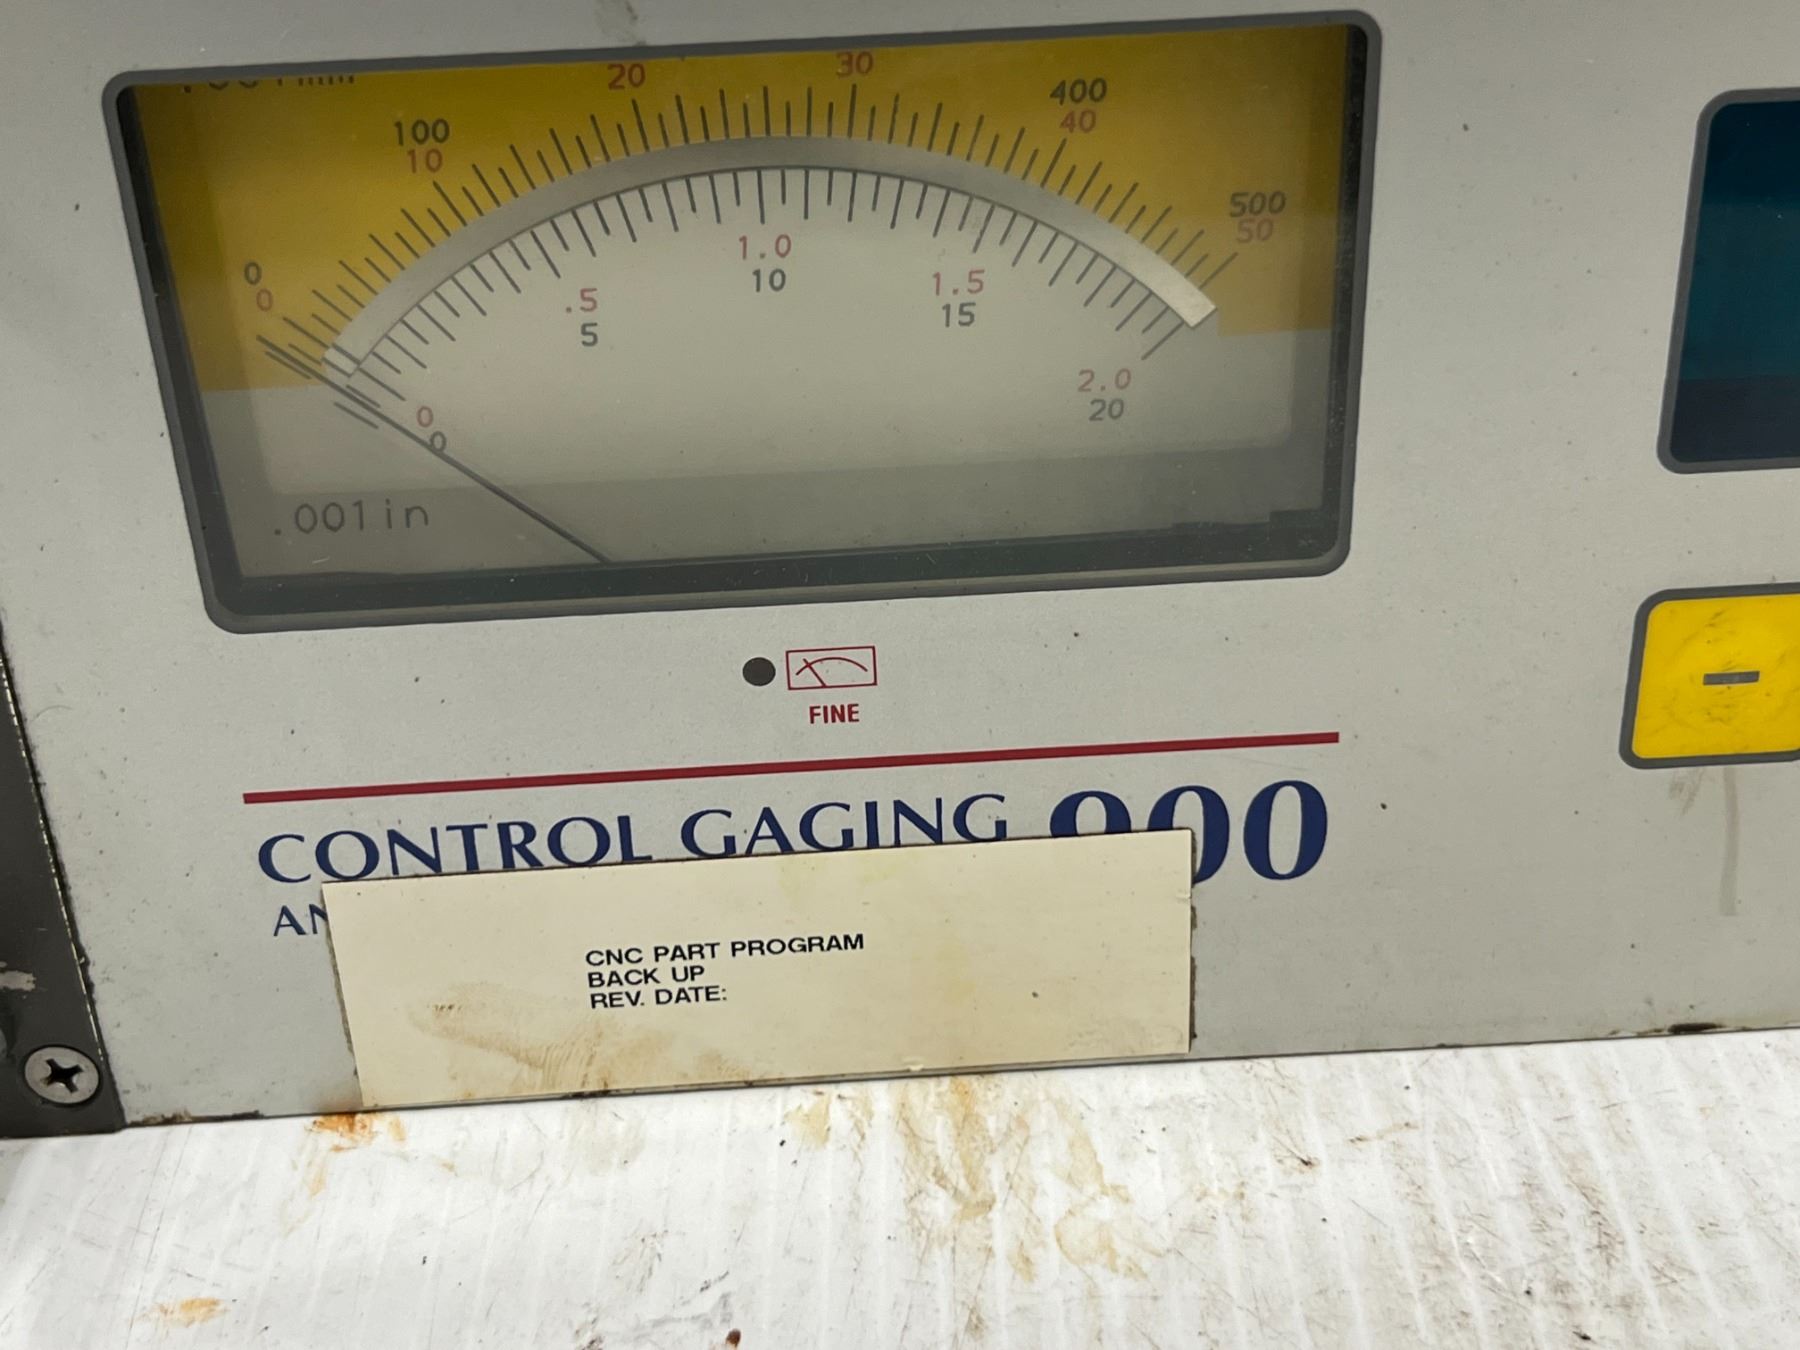 20 30
100 400
10 40
500
50
0
0
1.0
10
.5 1.5
5 15
2.0
20
0
0
.001in
-
FINE
CONTROL GAGING 900
CNC PART PROGRAM
BACK UP
REV. DATE: